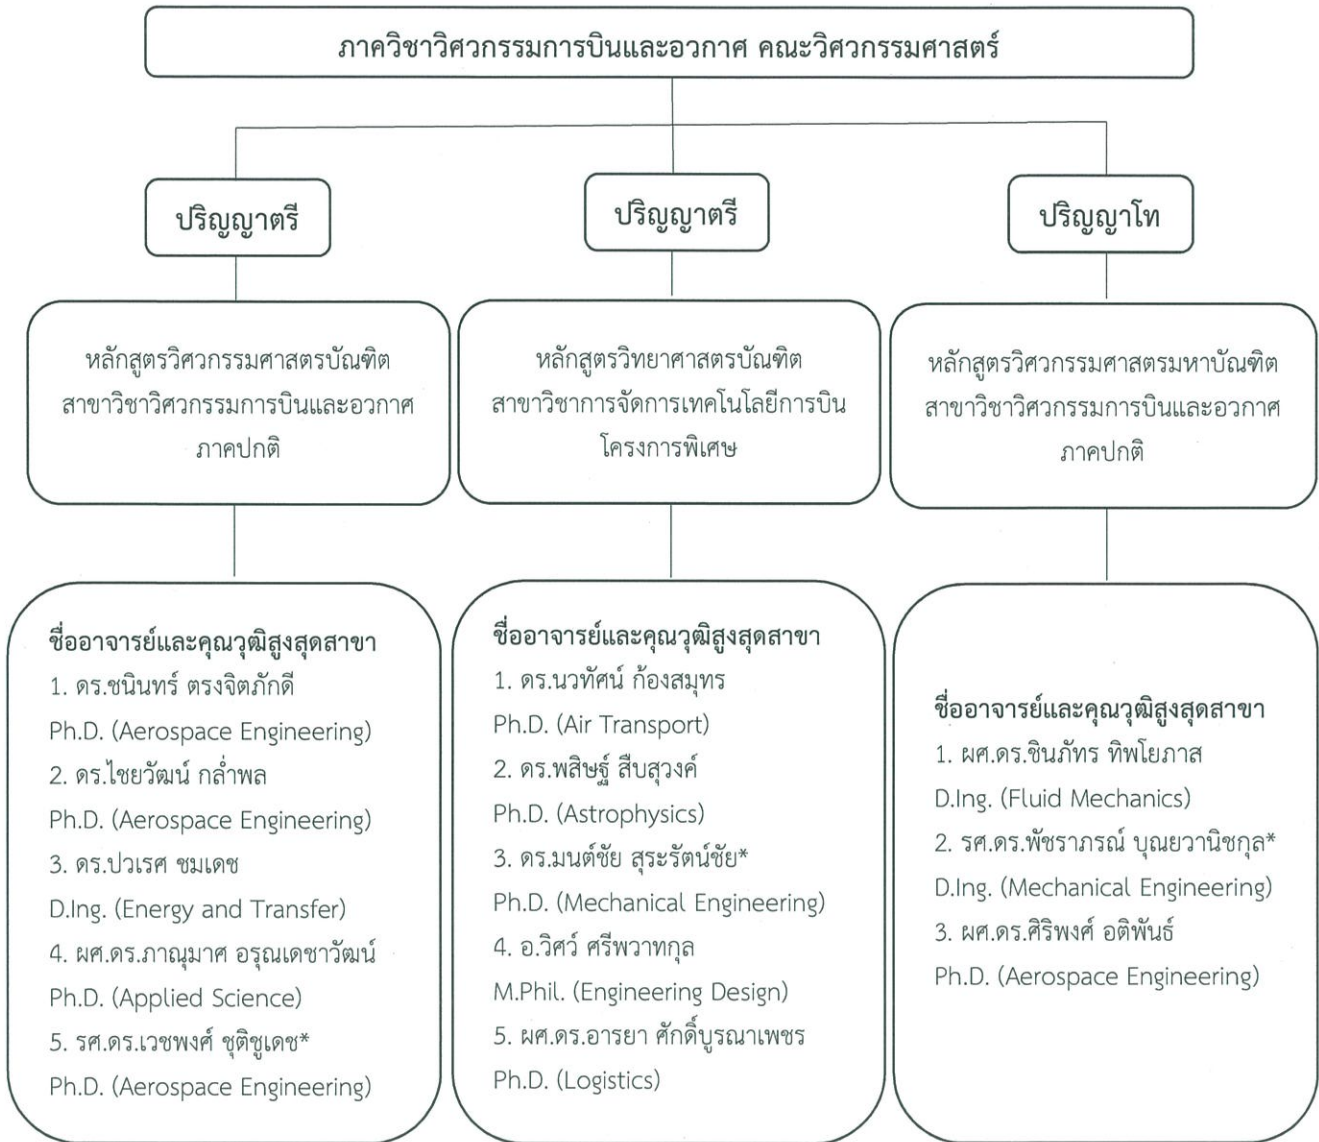 ภาควิชาวิศวกรรมการบินและอวกาศ คณะวิศวกรรมศาสตร์
ปริญญาตรี
หลักสูตรวิศวกรรมศาสตรบัณฑิต
สาขาวิชาวิศวกรรมการบินและอวกาศ
ภาคปกติ
ชื่ออาจารย์และคุณวุฒิสูงสุดสาขา
1. ดร.ชนินทร์ ตรงจิตภักดี
Ph.D. (Aerospace Engineering)
2. ดร.ไชยวัฒน์ กล่ำพล
Ph.D. (Aerospace Engineering)
3. ดร.ปวเรศ ชมเดช
D.Ing. (Energy and Transfer)
4. ผศ.ดร.ภาณุมาศ อรุณเดชาวัฒน์
Ph.D. (Applied Science)
5. รศ.ดร.เวชพงศ์ ชุติชูเดช*
Ph.D. (Aerospace Engineering)
ปริญญาตรี
หลักสูตรวิทยาศาสตรบัณฑิต
สาขาวิชาการจัดการเทคโนโลยีการบิน
โครงการพิเศษ
ชื่ออาจารย์และคุณวุฒิสูงสุดสาขา
1. ดร.นวทัศน์ ก้องสมุทร
Ph.D. (Air Transport)
2. ดร.พสิษฐ์ สืบสุวงค์
Ph.D. (Astrophysics)
3. ดร.มนต์ชัย สุระรัตน์ชัย*
Ph.D. (Mechanical Engineering)
4. อ.วิศว์ ศรีพวาทกุล
M.Phil. (Engineering Design)
5. ผศ.ดร.อารยา ศักดิ์บูรณาเพชร
Ph.D. (Logistics)
ปริญญาโท
หลักสูตรวิศวกรรมศาสตรมหาบัณฑิต
สาขาวิชาวิศวกรรมการบินและอวกาศ
ภาคปกติ
ชื่ออาจารย์และคุณวุฒิสูงสุดสาขา
1. ผศ.ดร.ชินภัทร ทิพโยภาส
D.Ing. (Fluid Mechanics)
2. รศ.ดร.พัชราภรณ์ บุณยวานิชกุล*
D.Ing. (Mechanical Engineering)
3. ผศ.ดร.ศิริพงศ์ อติพันธ์
Ph.D. (Aerospace Engineering)